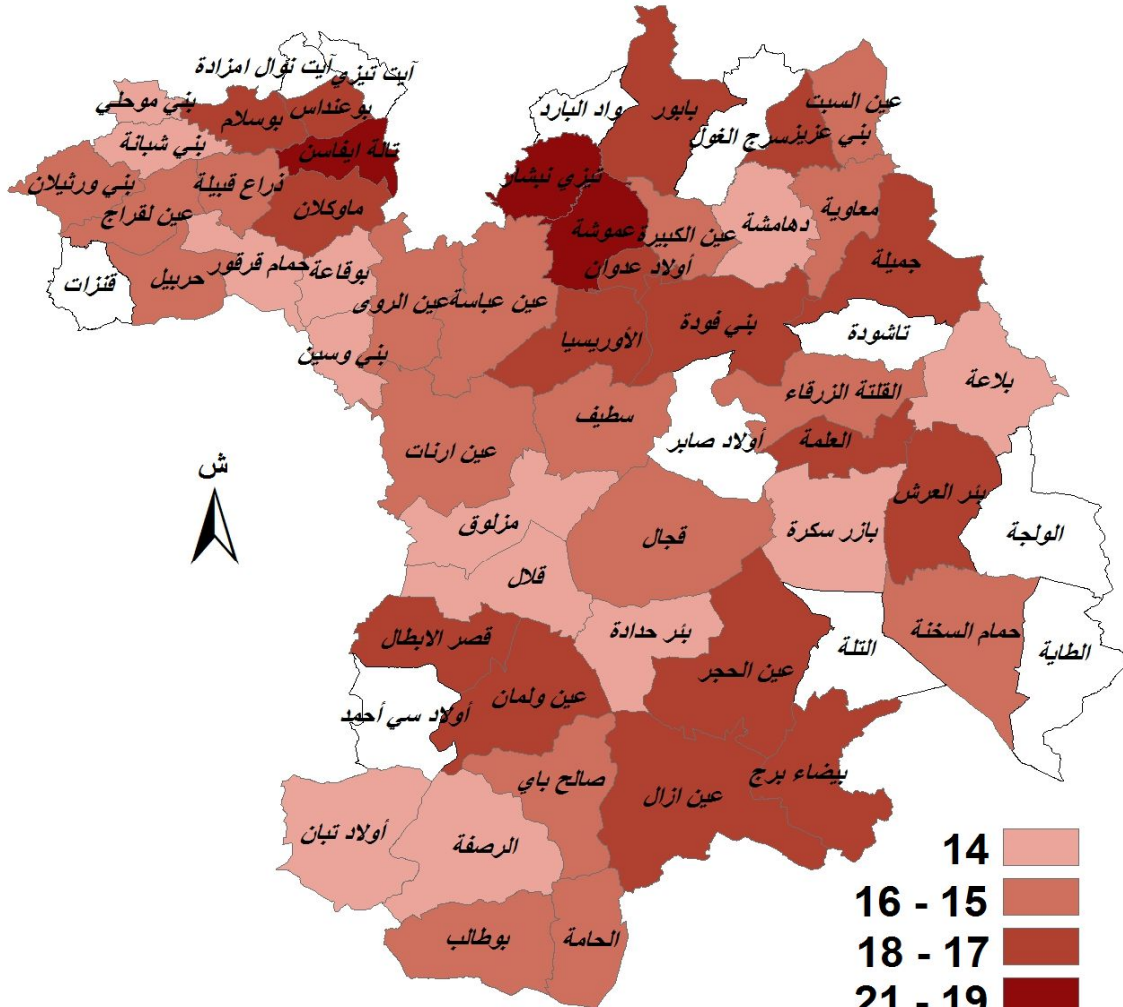 آيت تيزي
آيت نوال امزادة
بوعنداس
بوسلام
بني موحلي
بني شبانة
تالة ايفاسن
ذراع قبيلة
بني ورثيلان
عين لقراج
ماوكلان
حمام قرقور
بوقاعة
حربيل
قنزات
واد البارد
بابور
سرج الغول
عين السبت
بني عزيز
تيزي نبشار
عموشة
عين الكبيرة
دهامشة
معاوية
أولاد عدوان
جميلة
بني فودة
تاشودة
عين عباسة
عين الروى
الأوريسيا
بني وسين
بلاعة
القلتة الزرقاء
سطيف
أولاد صابر
العلمة
عين ارنات
بئر العرش
الولجة
بازر سكرة
قجال
مزلوق
قلال
ش
بئر حدادة
قصر الابطال
عين الحجر
التلة
حمام السخنة
الطاية
عين ولمان
أولاد سي أحمد
صالح باي
عين ازال
بيضاء برج
أولاد تبان
الرصفة
بوطالب
الحامة
14
16 - 15
18 - 17
21 - 19